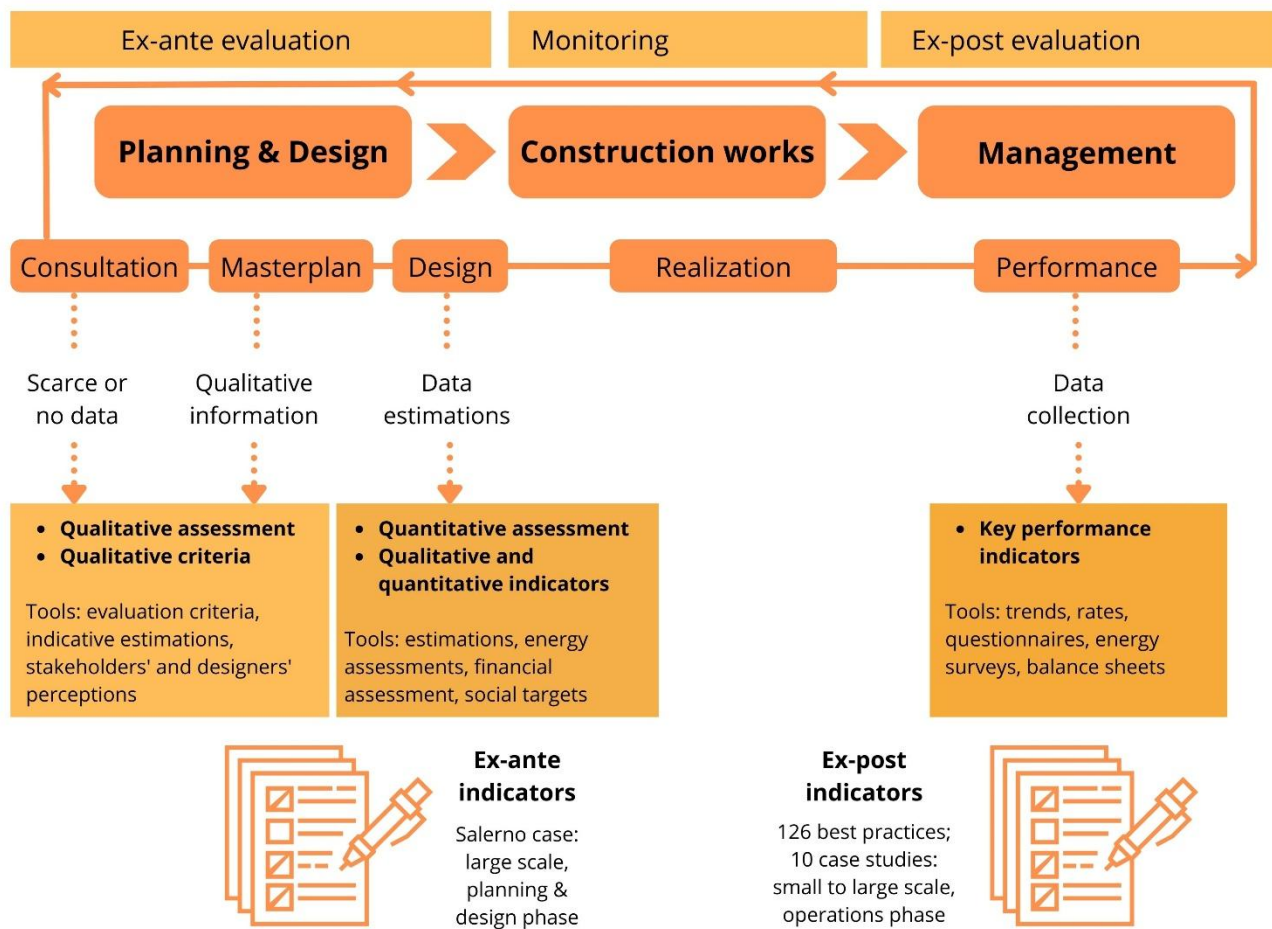 Ex-ante evaluation
Monitoring
Ex-post evaluation
Planning & Design
Construction works
Management
Consultation
Masterplan
Design
Realization
Performance
Scarce or
no data
Qualitative
information
Data
estimations
Data
collection
• Qualitative assessment
• Qualitative criteria
Tools: evaluation criteria,
indicative estimations,
stakeholders' and designers'
perceptions
• Quantitative assessment
• Qualitative and
quantitative indicators
Tools: estimations, energy
assessments, financial
assessment, social targets
• Key performance
indicators
Tools: trends, rates,
questionnaires, energy
surveys, balance sheets
Ex-ante
indicators
Salerno case:
large scale,
planning &
design phase
Ex-post
indicators
126 best practices;
10 case studies:
small to large scale,
operations phase